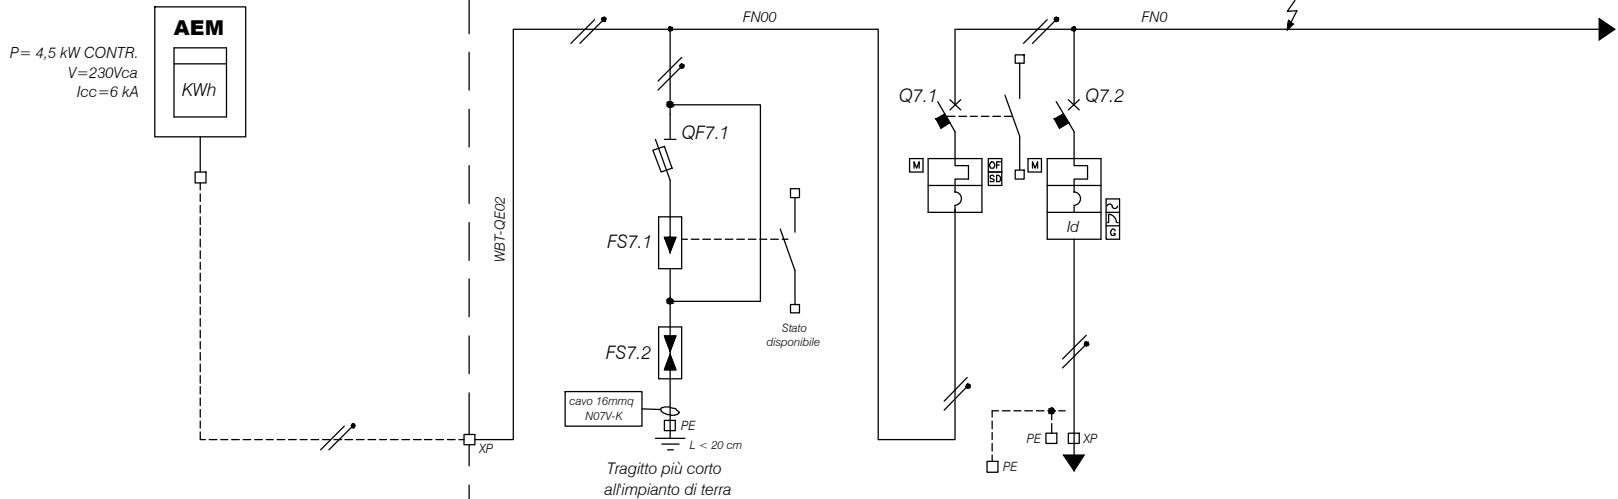 AEM
P= 4,5 kW CONTR.
V=230Vca
Icc=6 kA
KWh
XP
WBT-QE02
FN00
QF7.1
FS7.1
Stato
disponibile
FS7.2
cavo 16mmq
N07V-K
PE
L < 20 cm
Tragitto più corto
all'impianto di terra
FN0
Q7.1
Q7.2
M
OF
SD
M
Id
G
PE
XP
PE